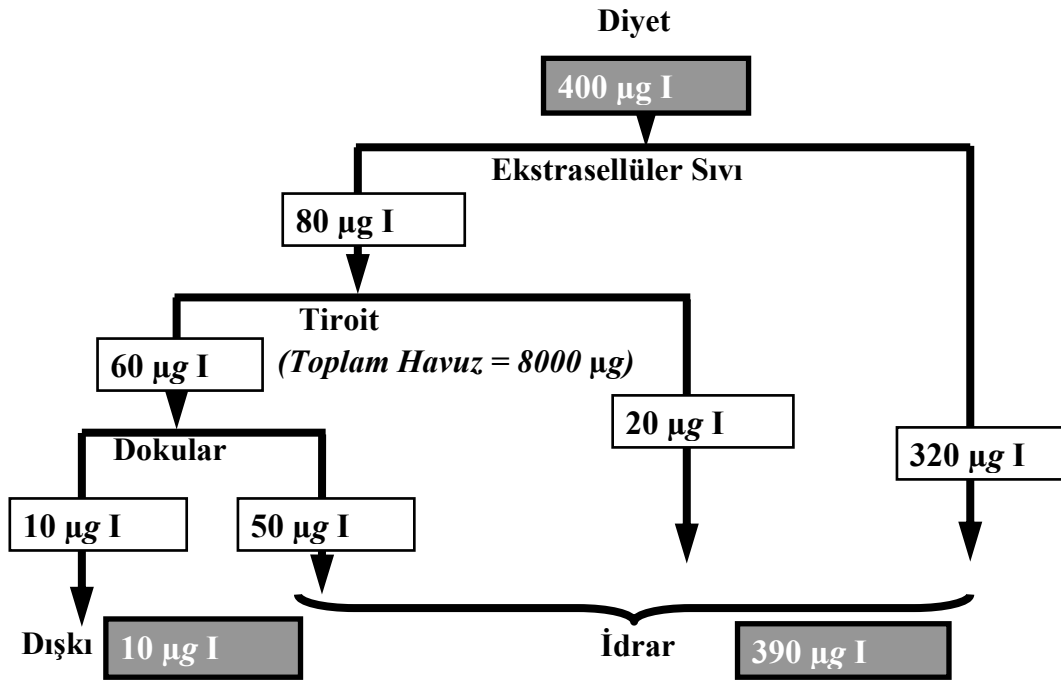 Diyet
400 µg I
Ekstrasellüler Sıvı
80 µg I
Tiroit
60 µg I
(Toplam Havuz = 8000 µg)
20 µg I
320 µg I
Dokular
10 µg I
50 µg I
Dışkı
10 µg I
İdrar
390 µg I